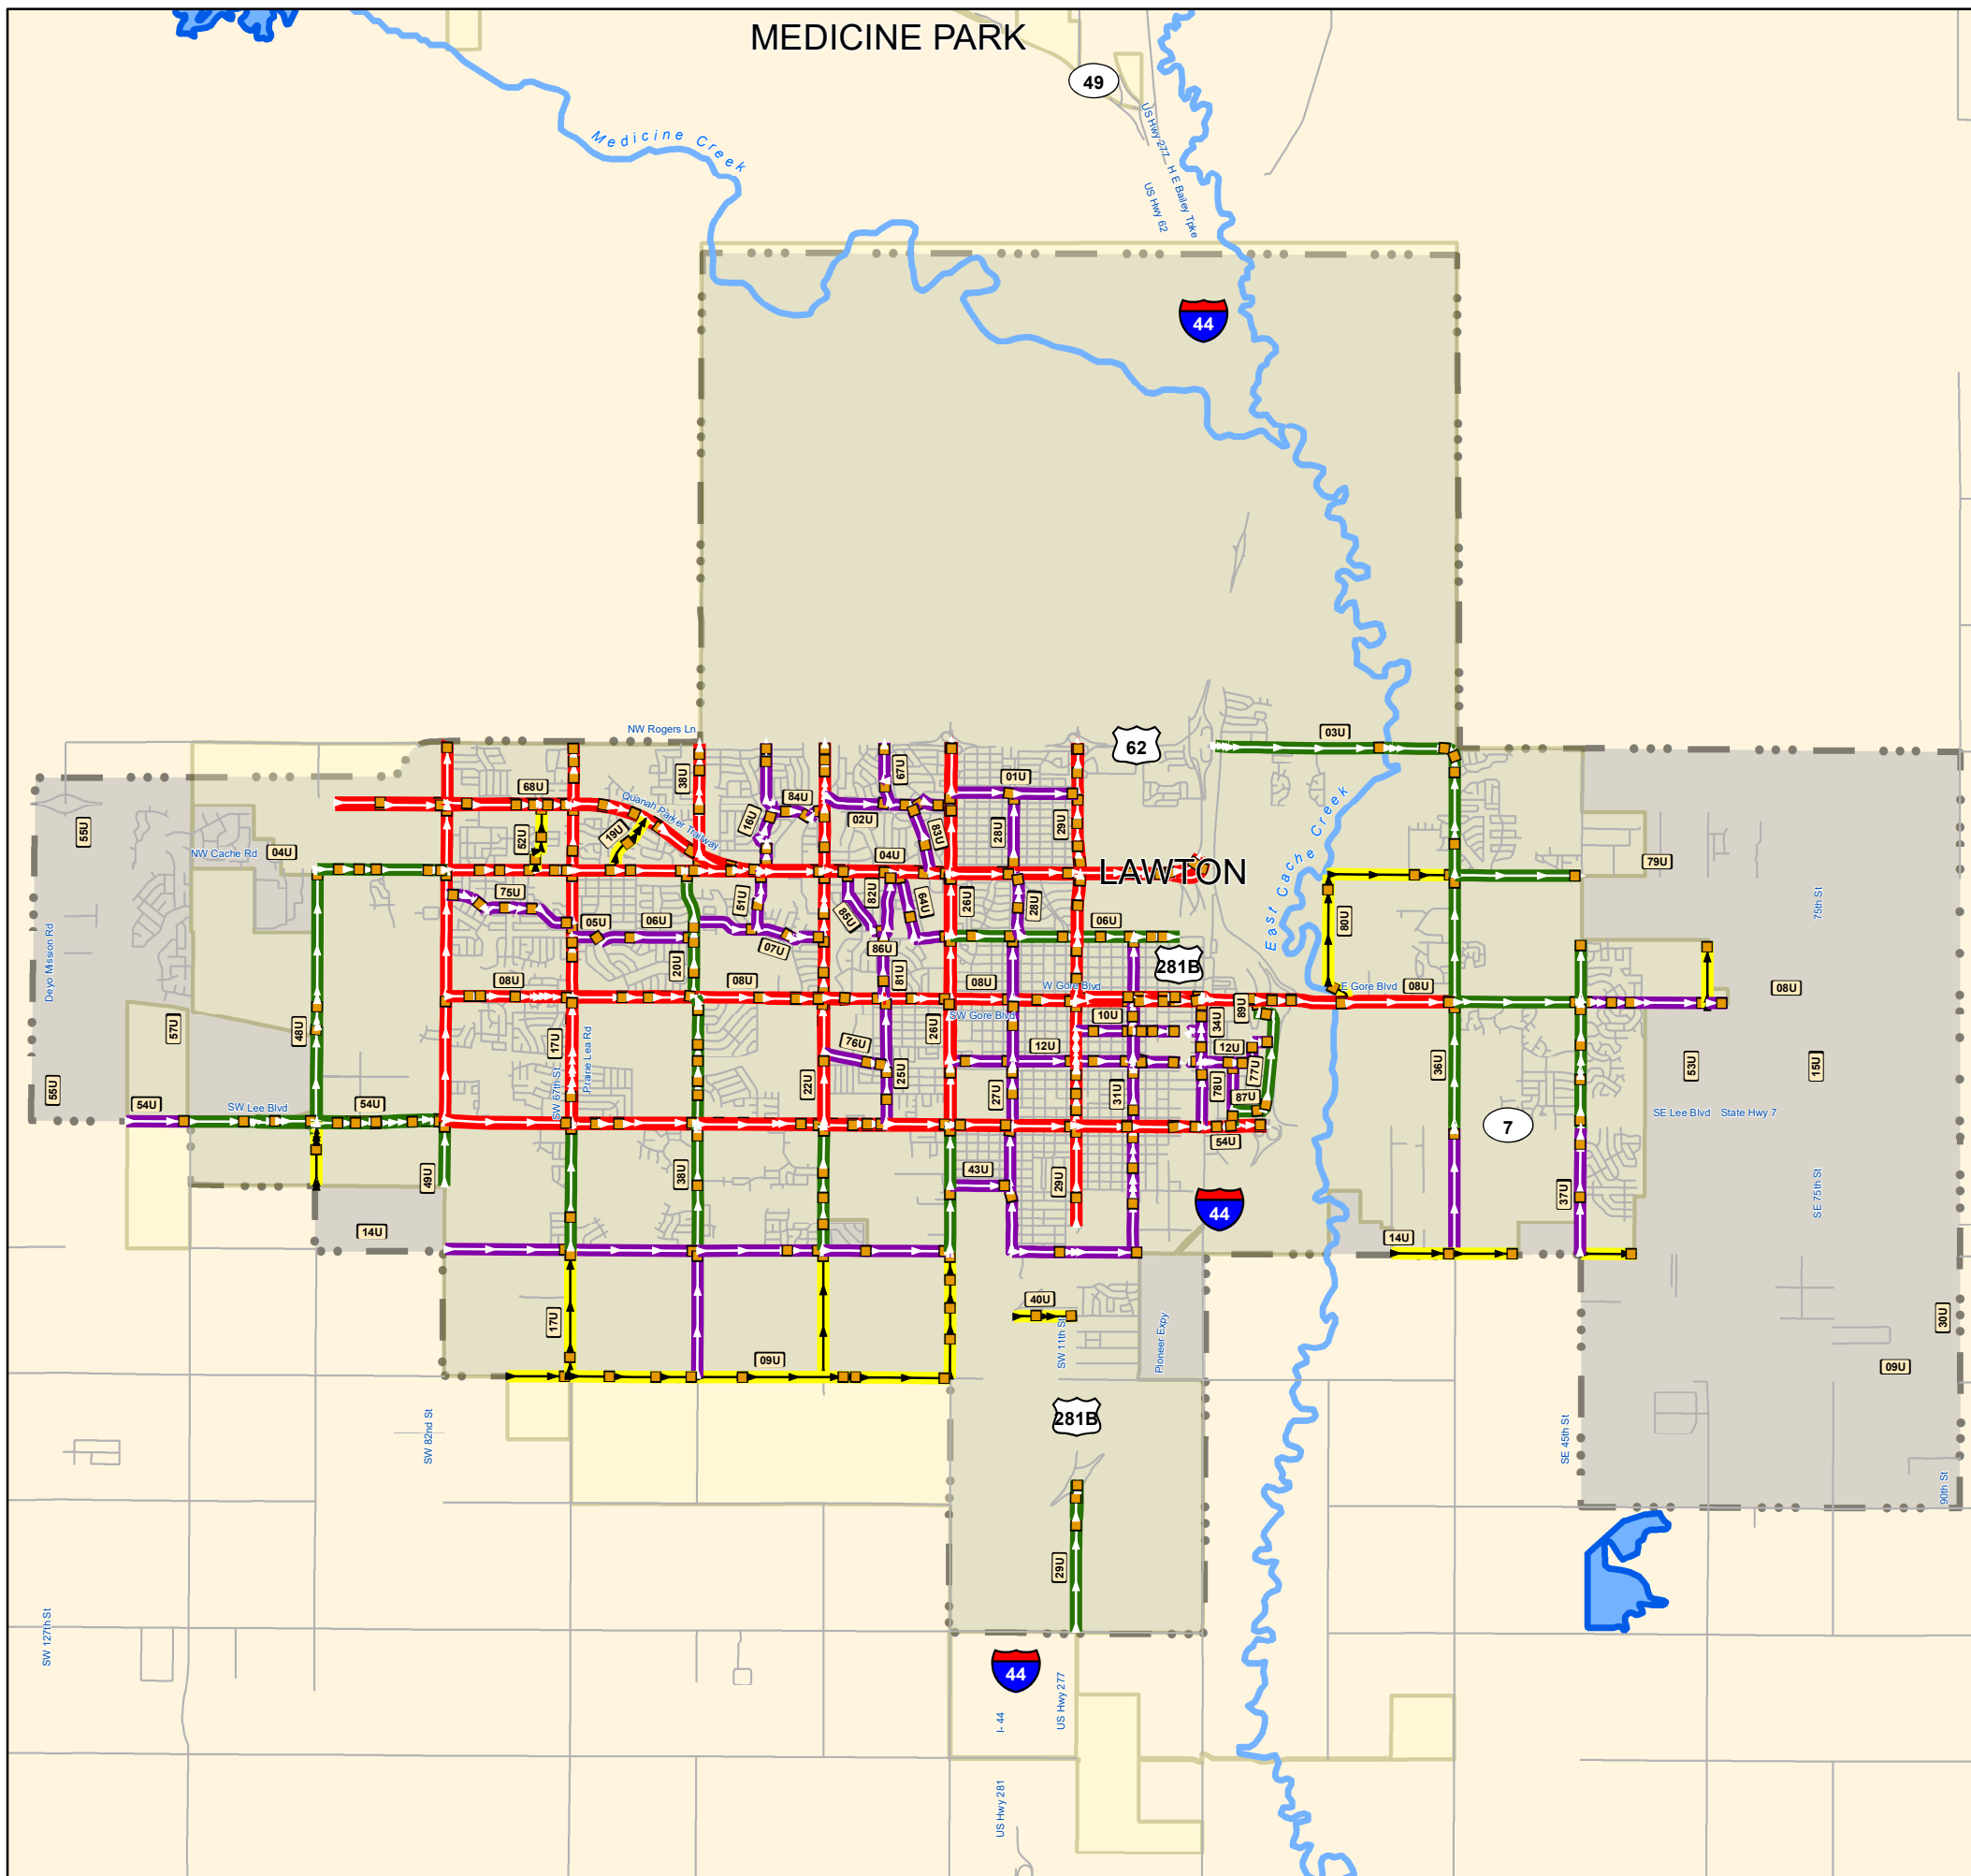 MEDICINE PARK
49
Medicine Creek
US Hwy 277
H E Bailey Tpke
US Hwy 62
44
NW Rogers Ln
62
03U
38U
67U
01U
68U
84U
Quanah Parker Trailway
16U
02U
83U
28U
29U
55U
52U
19U
NW Cache Rd
04U
04U
LAWTON
East Cache Creek
79U
75U
51U
82U
64U
26U
28U
85U
05U
06U
06U
80U
75th St
07U
86U
281B
Deyo Mission Rd
20U
81U
08U
08U
08U
W Gore Blvd
E Gore Blvd
08U
08U
SW Gore Blvd
57U
48U
17U
Prairie Lea Rd
26U
10U
34U
89U
76U
12U
12U
36U
53U
15U
55U
SW 67th St
22U
25U
27U
31U
78U
77U
87U
54U
SW Lee Blvd
54U
7
SE Lee Blvd
State Hwy 7
54U
49U
38U
43U
29U
44
37U
SE 75th St
14U
14U
40U
17U
SW 11th St
Pioneer Expy
30U
09U
09U
SW 82nd St
281B
SE 45th St
90th St
29U
SW 127th St
44
I- 44
US Hwy 277
US Hwy 281